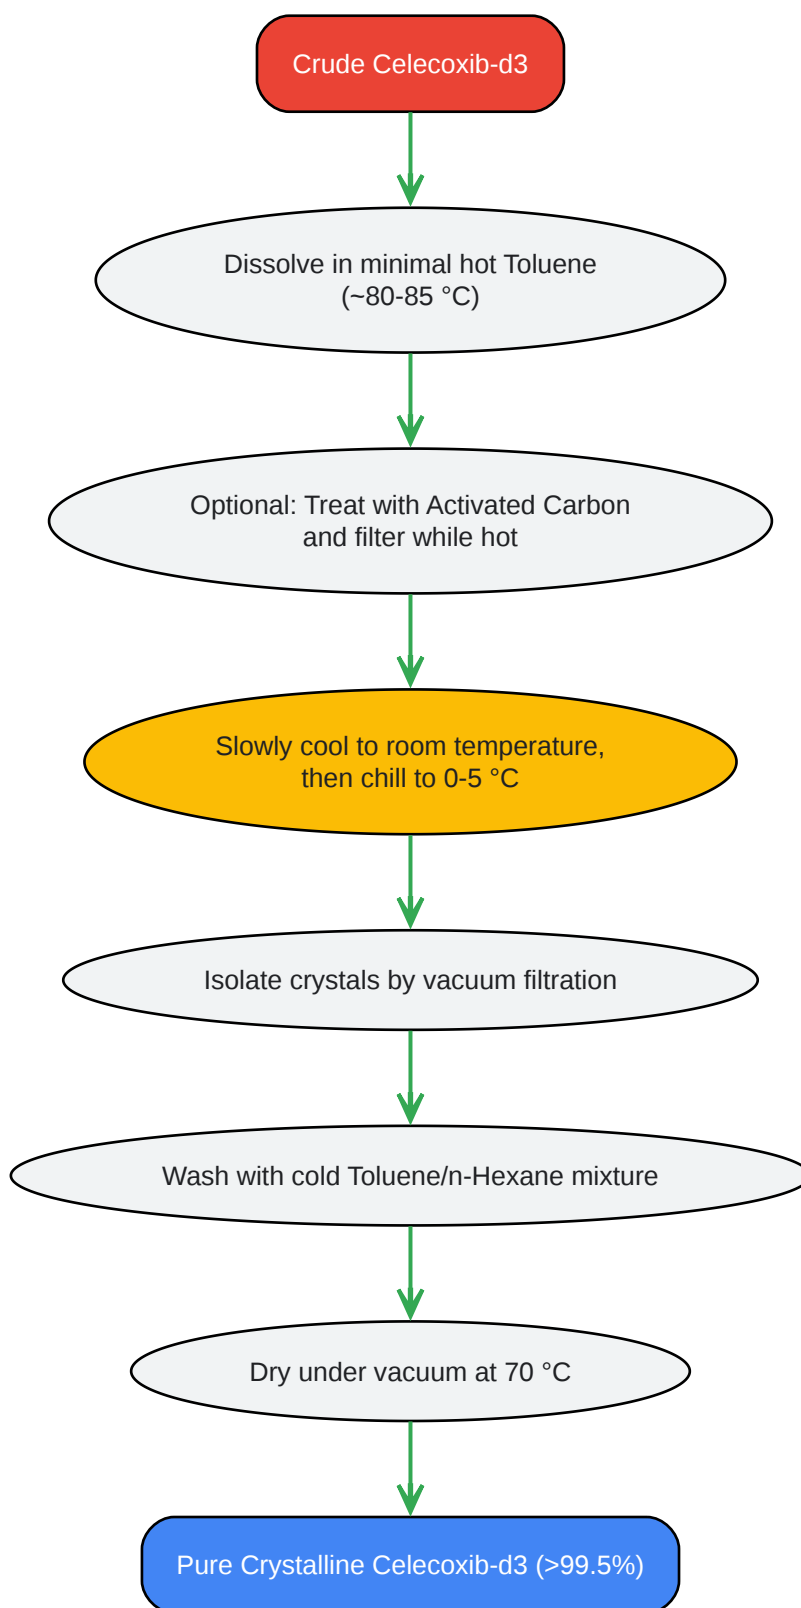 Crude Celecoxib-d3
Dissolve in minimal hot Toluene
(~80-85 °C)
Optional: Treat with Activated Carbon
and filter while hot
Slowly cool to room temperature,
then chill to 0-5 °C
Isolate crystals by vacuum filtration
Wash with cold Toluene/n-Hexane mixture
Dry under vacuum at 70 °C
Pure Crystalline Celecoxib-d3 (>99.5%)